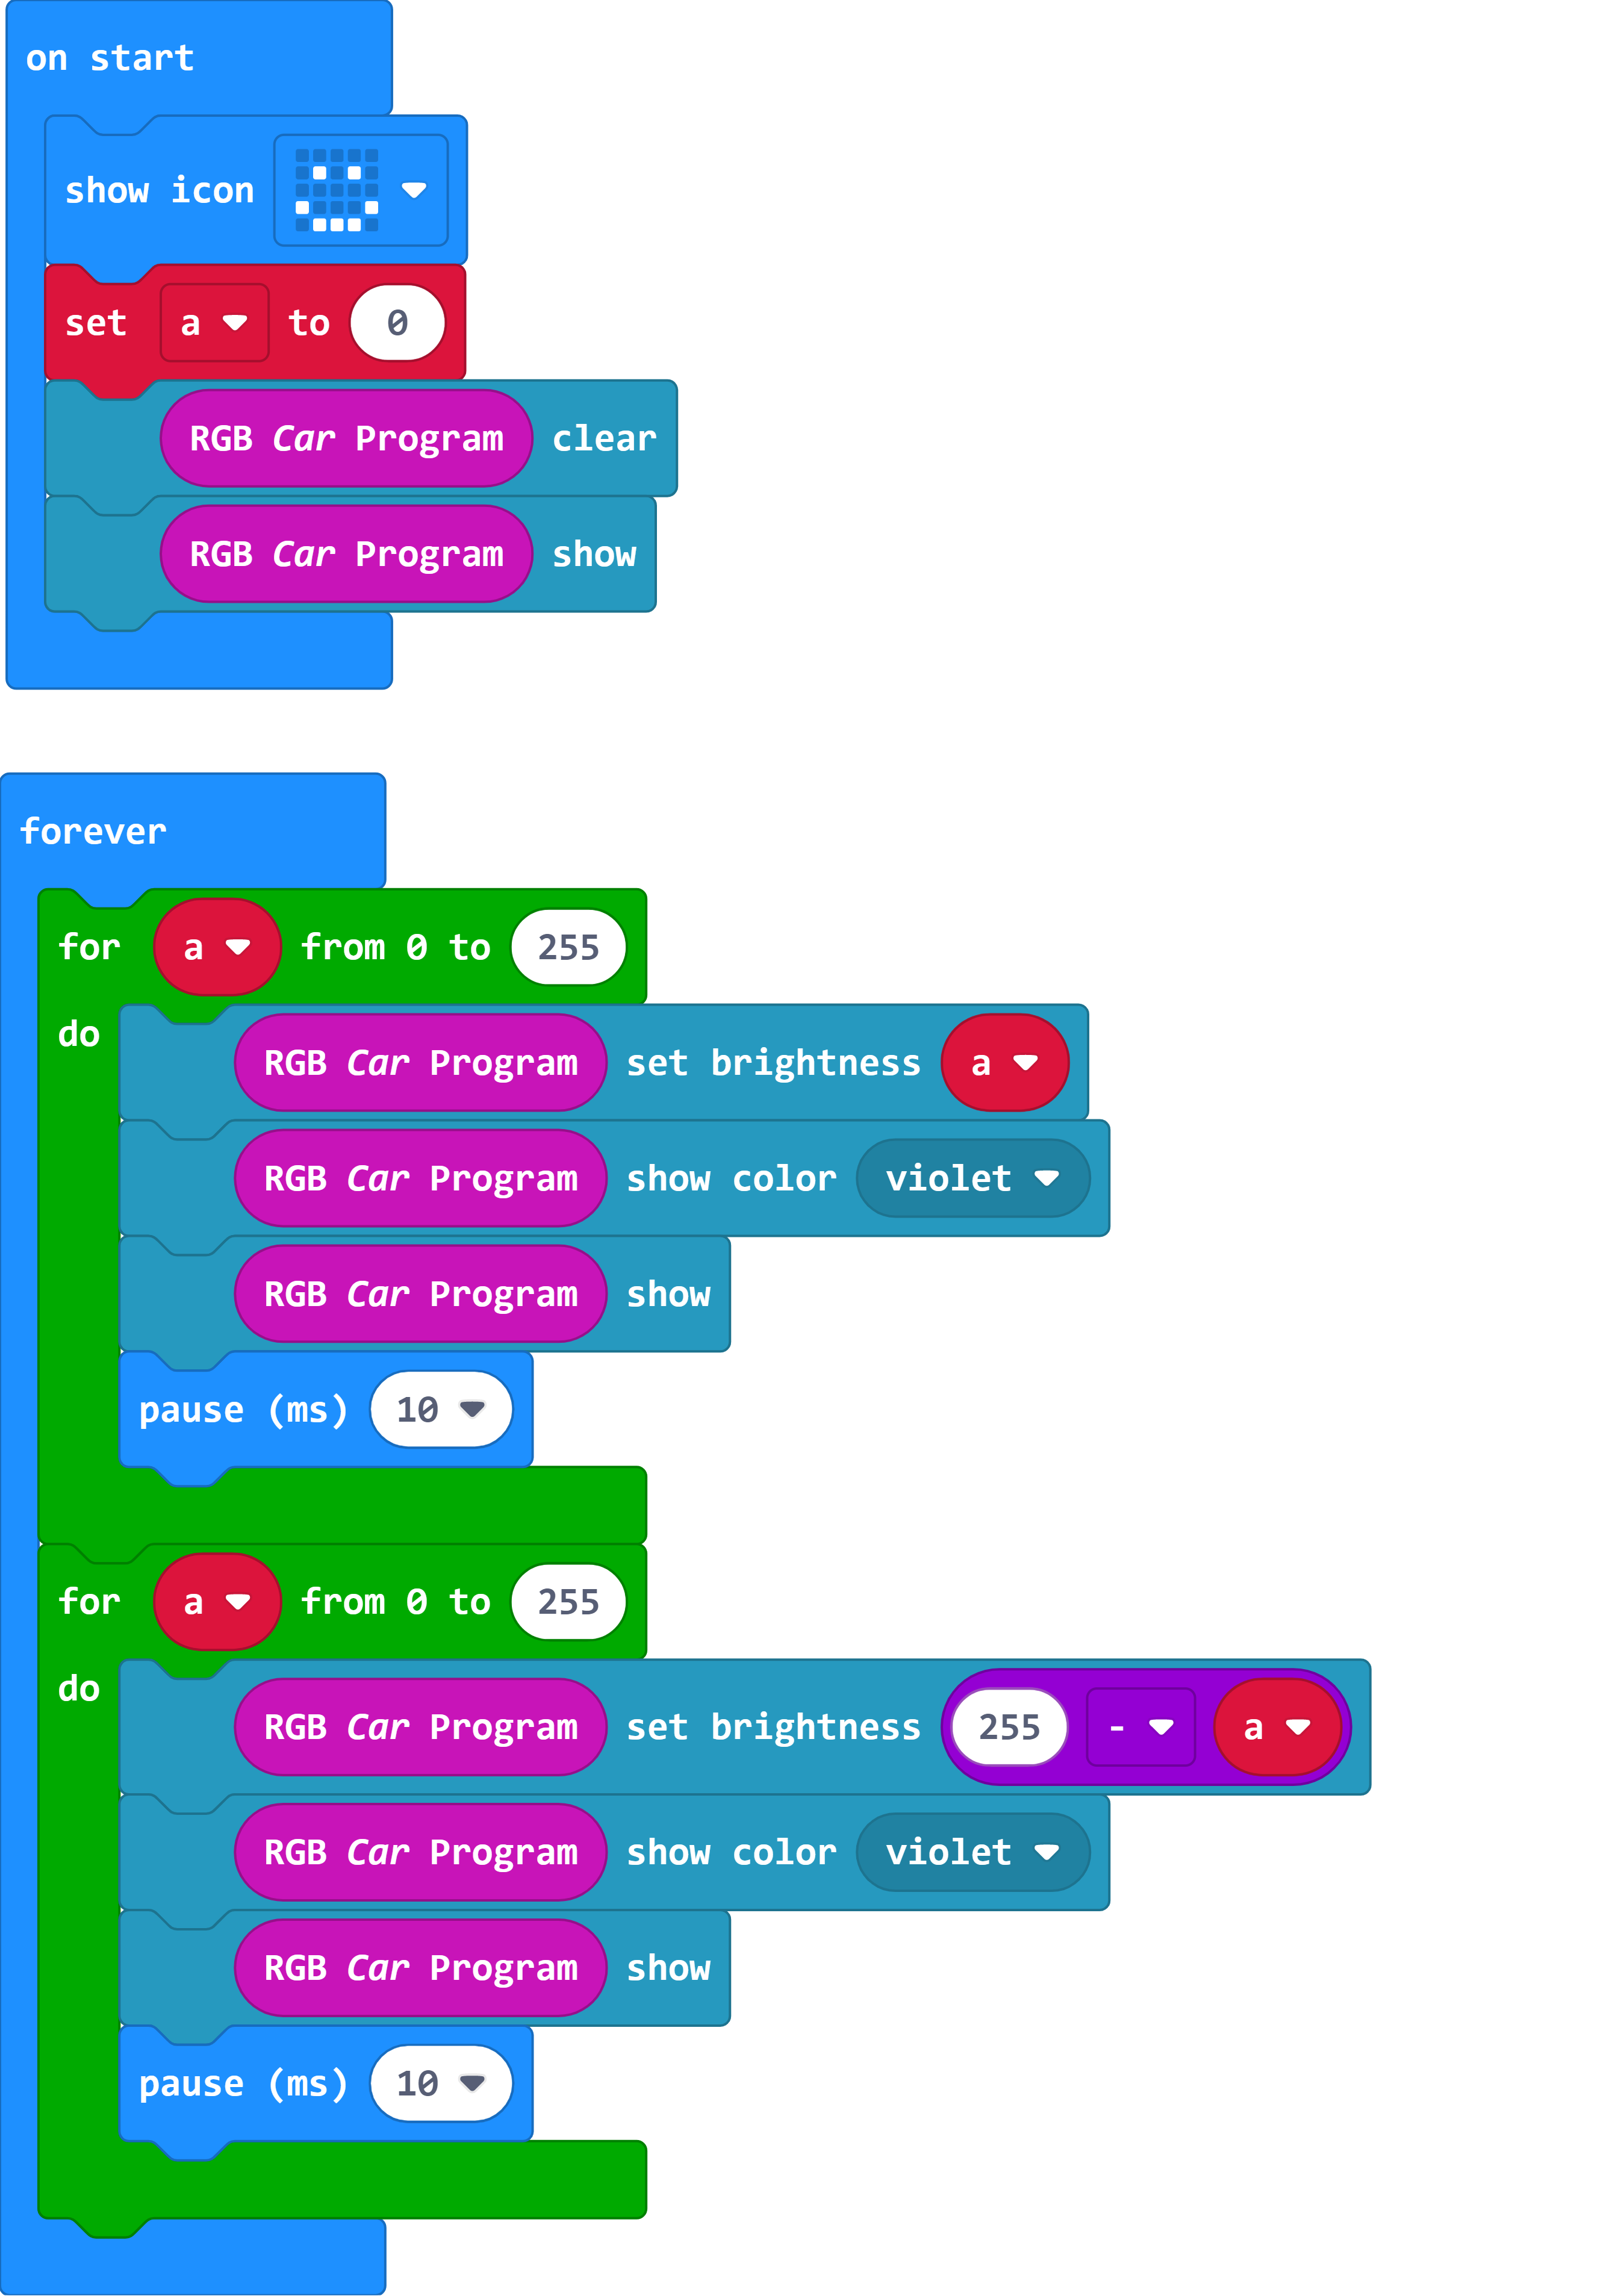 on start
show icon
set a to 0
RGB Car Program clear
RGB Car Program show
forever
for a from 0 to 255
do
RGB Car Program set brightness a
RGB Car Program show color violet
RGB Car Program show
pause (ms) 10
for a from 0 to 255
do
RGB Car Program set brightness 255 - a
RGB Car Program show color violet
RGB Car Program show
pause (ms) 10